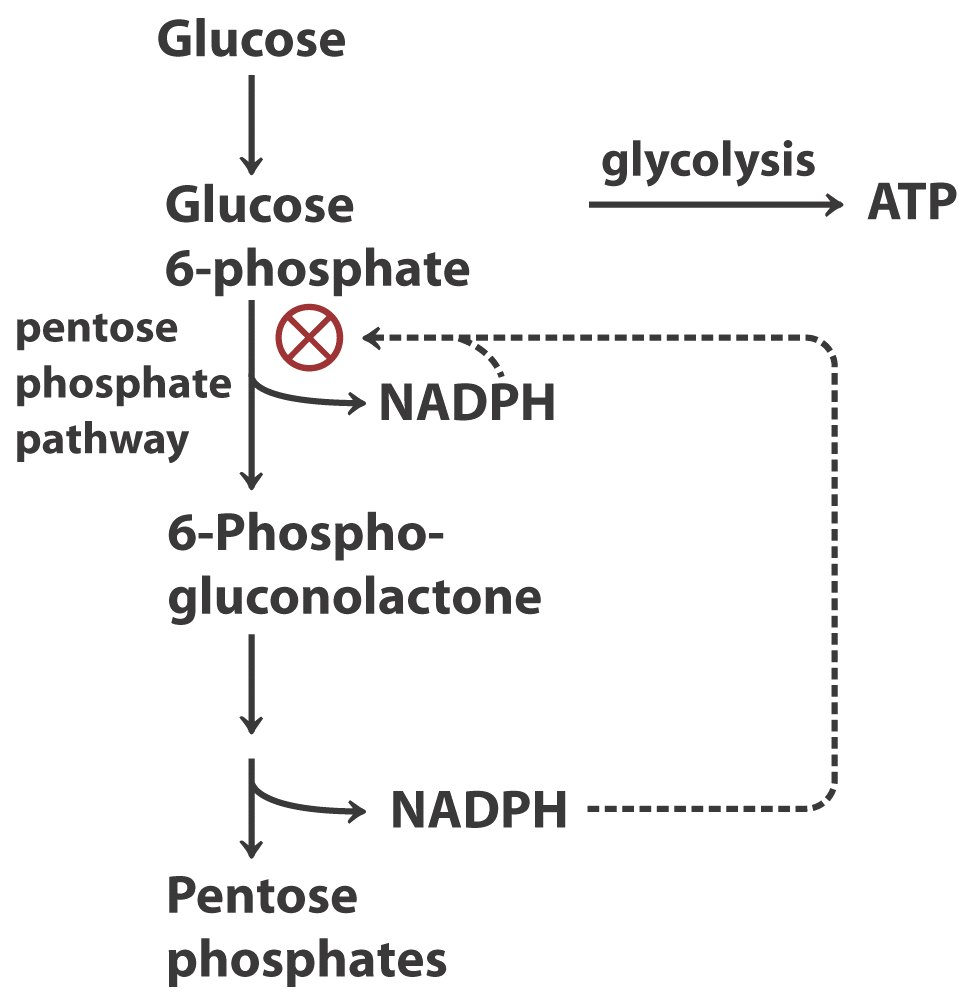 Glucose
glycolysis
ATP
Glucose
6-phosphate
pentose
phosphate
pathway
NADPH
6-Phospho-
gluconolactone
NADPH
Pentose
phosphates